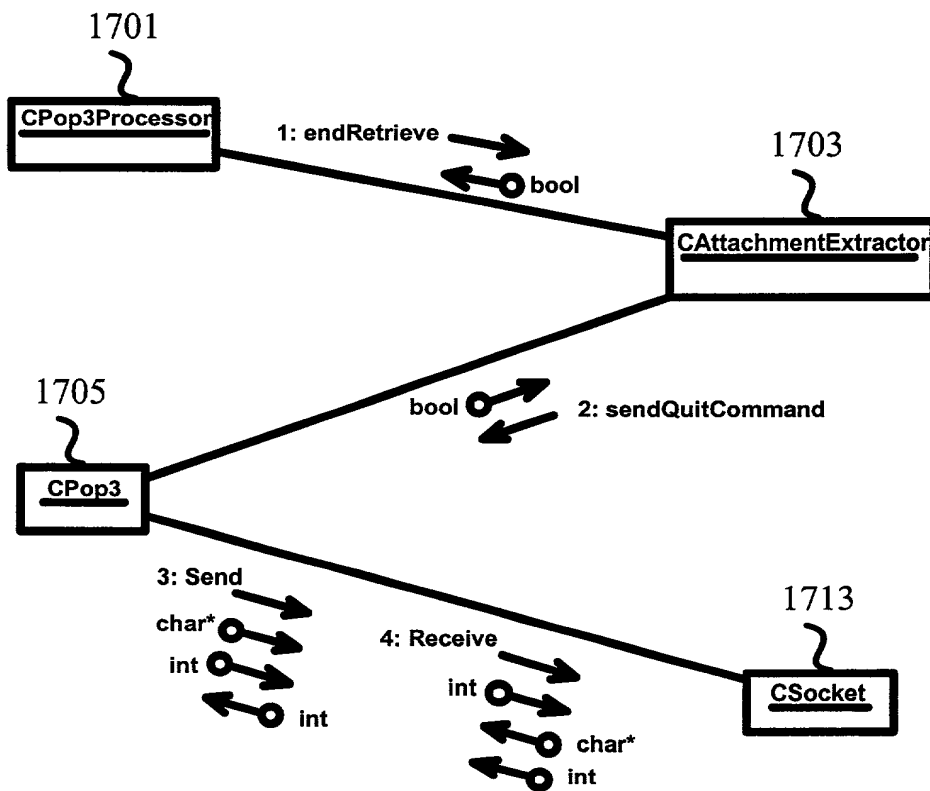 1701
CPop3Processor
1: endRetrieve
bool
1703
CAttachmentExtractor
1705
bool
2: sendQuitCommand
CPop3
3: Send
char*
int
int
4: Receive
int
char*
int
1713
CSocket